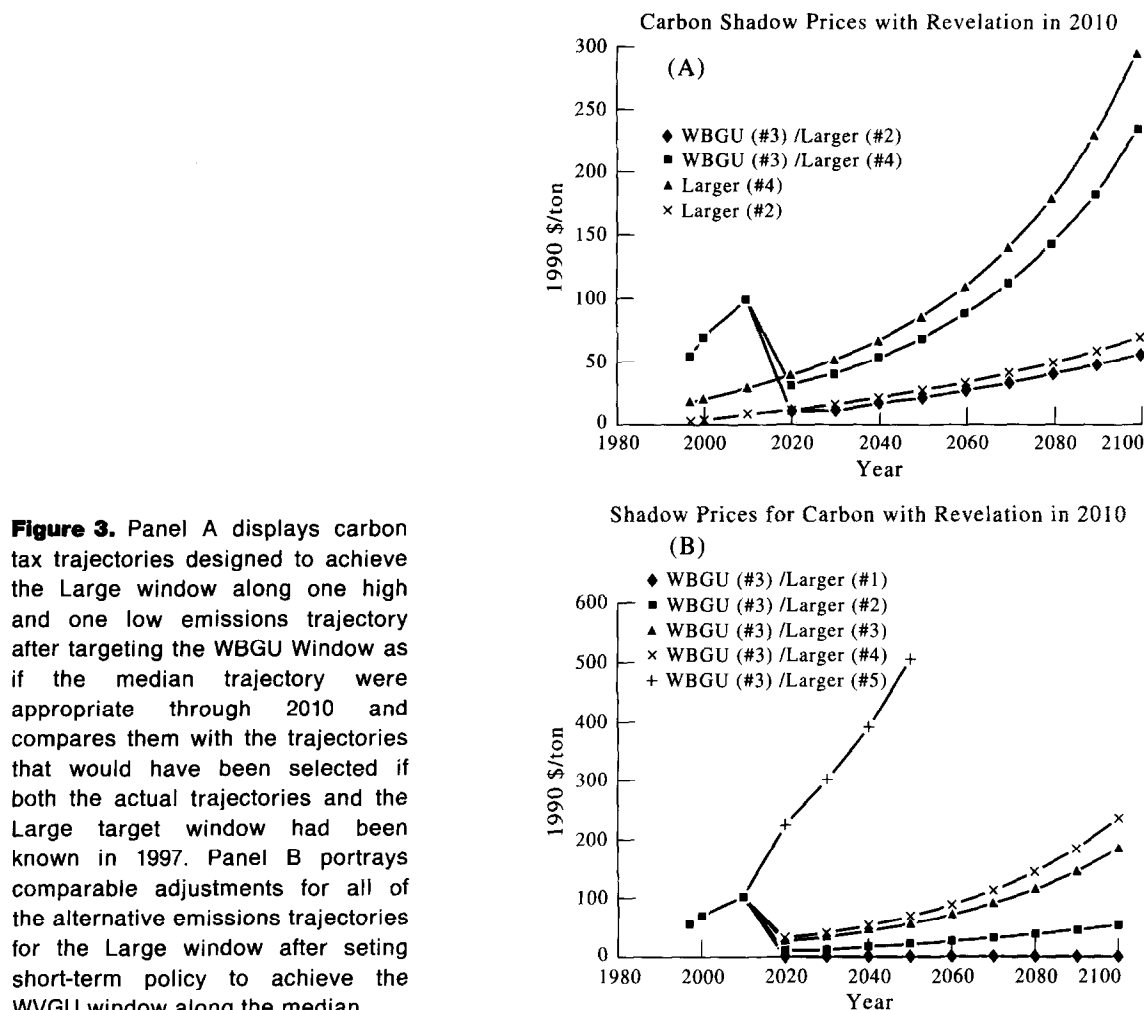 Carbon Shadow Prices with Revelation in 2010
(A)
300
250
200
150
100
50
0
1990 $/ton
◆ WBGU (#3) /Larger (#2)
■ WBGU (#3) /Larger (#4)
▲ Larger (#4)
× Larger (#2)
1980 2000 2020 2040 2060 2080 2100
Year
Shadow Prices for Carbon with Revelation in 2010
(B)
◆ WBGU (#3) /Larger (#1)
■ WBGU (#3) /Larger (#2)
▲ WBGU (#3) /Larger (#3)
× WBGU (#3) /Larger (#4)
+ WBGU (#3) /Larger (#5)
600
500
400
300
200
100
0
1990 $/ton
1980 2000 2020 2040 2060 2080 2100
Year
Figure 3. Panel A displays carbon
tax trajectories designed to achieve
the Large window along one high
and one low emissions trajectory
after targeting the WBGU Window as
if the median trajectory were
appropriate through 2010 and
compares them with the trajectories
that would have been selected if
both the actual trajectories and the
Large target window had been
known in 1997. Panel B portrays
comparable adjustments for all of
the alternative emissions trajectories
for the Large window after seting
short-term policy to achieve the
WVGU window along the median